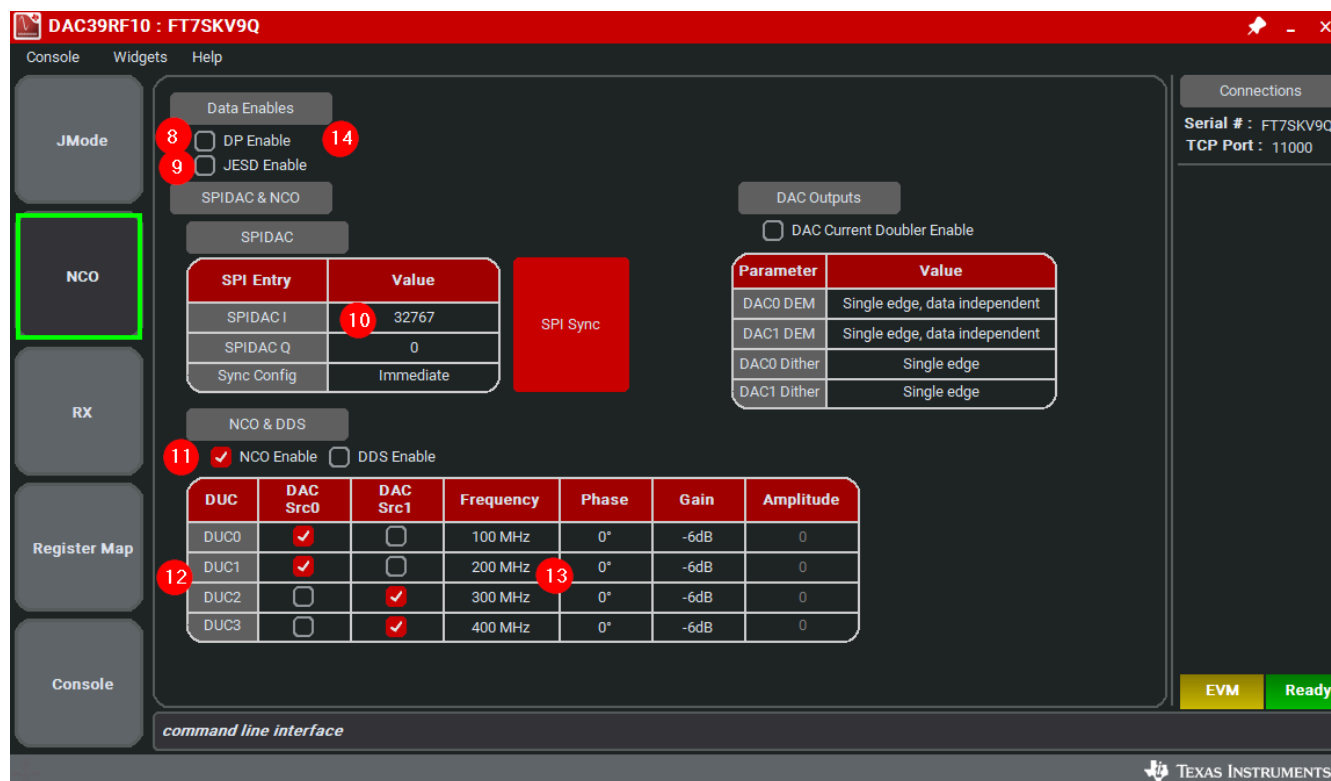 DAC39RF10 : FT7SKV9Q
Console Widgets Help
JMode
NCO
RX
Register Map
Console
Data Enables
8 DP Enable 14
9 JESD Enable
SPIDAC & NCO
SPIDAC
SPI Entry Value
SPIDAC I 10 32767
SPIDAC Q 0
Sync Config Immediate
SPI Sync
DAC Outputs
DAC Current Doubler Enable
Parameter Value
DAC0 DEM Single edge, data independent
DAC1 DEM Single edge, data independent
DAC0 Dither Single edge
DAC1 Dither Single edge
NCO & DDS
11 NCO Enable DDS Enable
DUC DAC Src0 DAC Src1 Frequency Phase Gain Amplitude
DUC0 100 MHz 0° -6dB 0
DUC1 200 MHz 0° -6dB 0
12 13
DUC2 300 MHz 0° -6dB 0
DUC3 400 MHz 0° -6dB 0
command line interface
Connections
Serial # : FT7SKV9Q
TCP Port : 11000
EVM Ready
TEXAS INSTRUMENTS